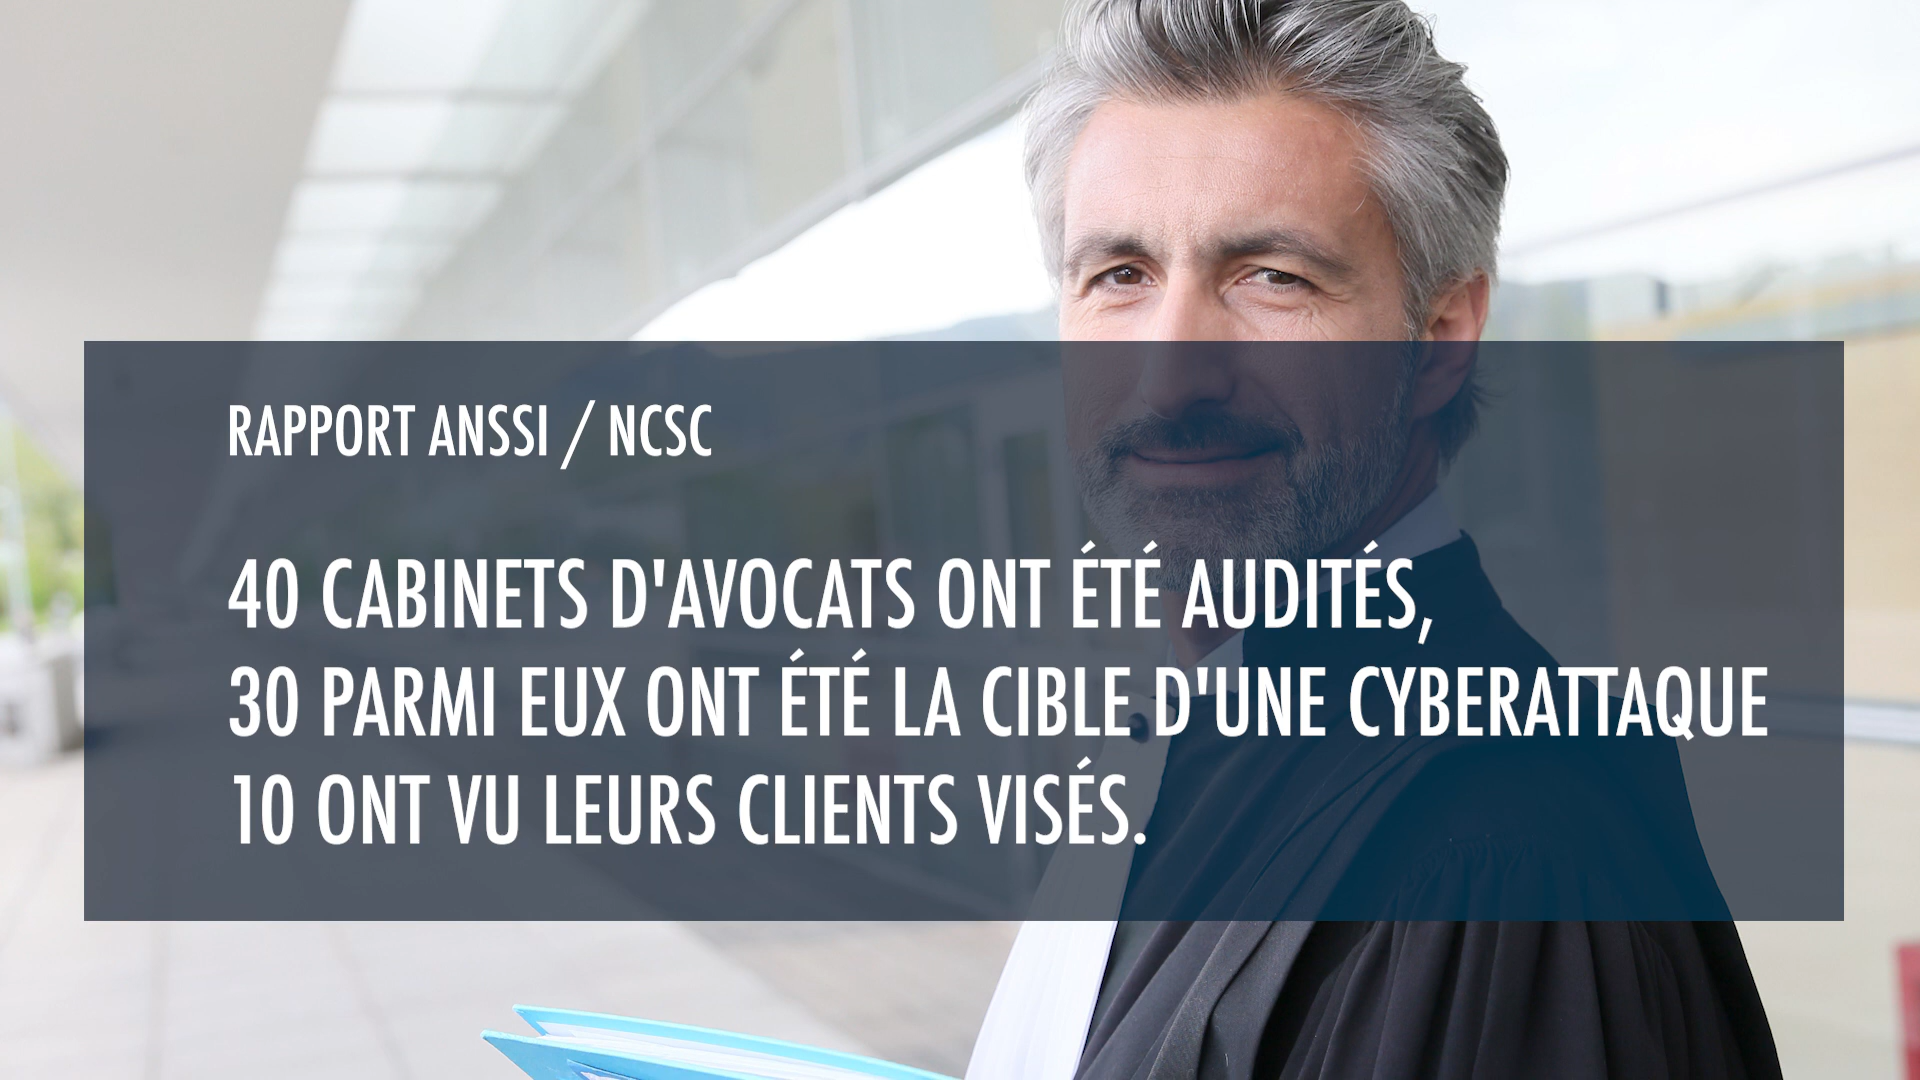 RAPPORT ANSSI / NCSC
40 CABINETS D'AVOCATS ONT ÉTÉ AUDITÉS,
30 PARMI EUX ONT ÉTÉ LA CIBLE D'UNE CYBERATTAQUE
10 ONT VU LEURS CLIENTS VISÉS.